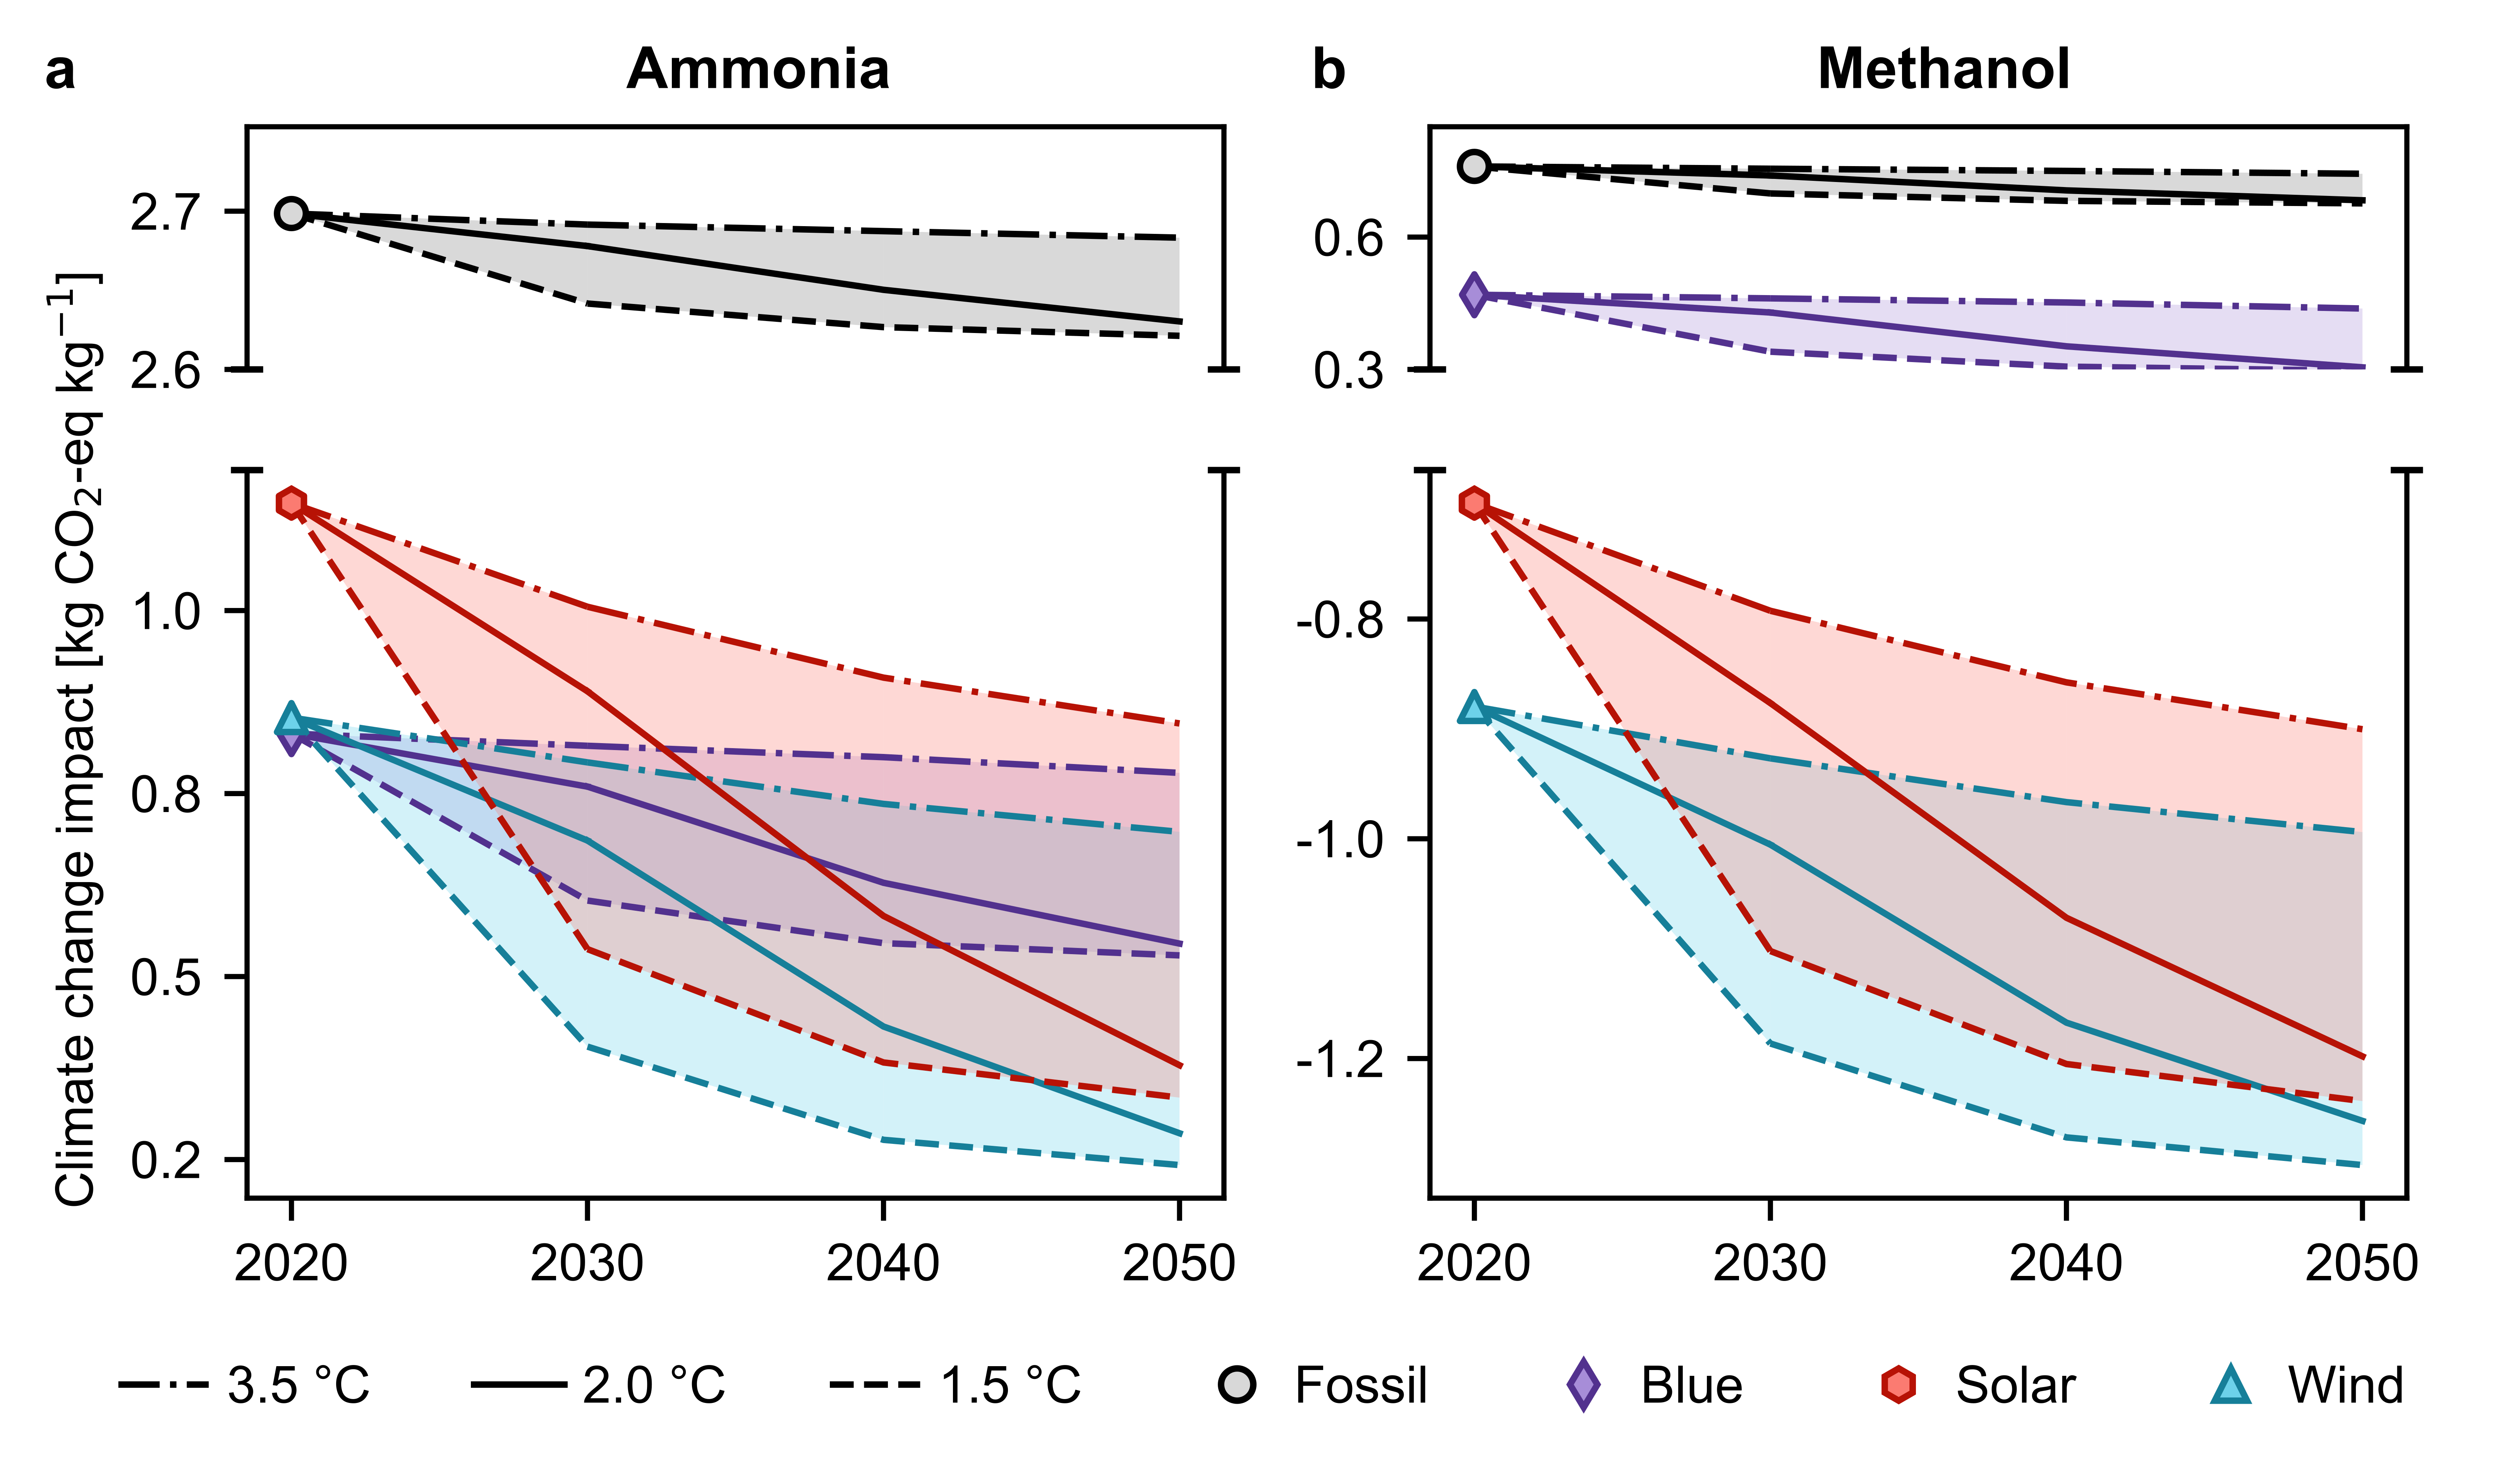 a Ammonia
b Methanol
Climate change impact [kg CO₂-eq kg⁻¹]
2.7
2.6
1.0
0.8
0.5
0.2
2020 2030 2040 2050
0.6
0.3
-0.8
-1.0
-1.2
2020 2030 2040 2050
3.5 °C 2.0 °C 1.5 °C Fossil Blue Solar Wind